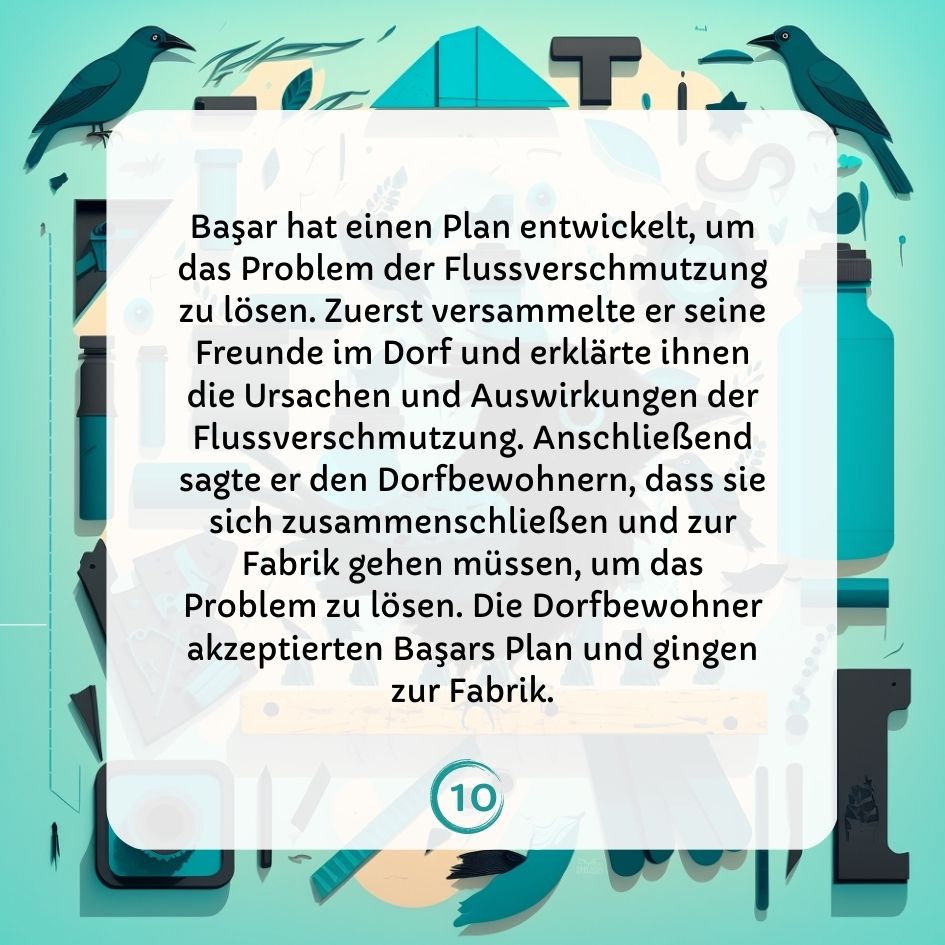 Başar hat einen Plan entwickelt, um
das Problem der Flussverschmutzung
zu lösen. Zuerst versammelte er seine
Freunde im Dorf und erklärte ihnen
die Ursachen und Auswirkungen der
Flussverschmutzung. Anschließend
sagte er den Dorfbewohnern, dass sie
sich zusammenschließen und zur
Fabrik gehen müssen, um das
Problem zu lösen. Die Dorfbewohner
akzeptierten Başars Plan und gingen
zur Fabrik.
10